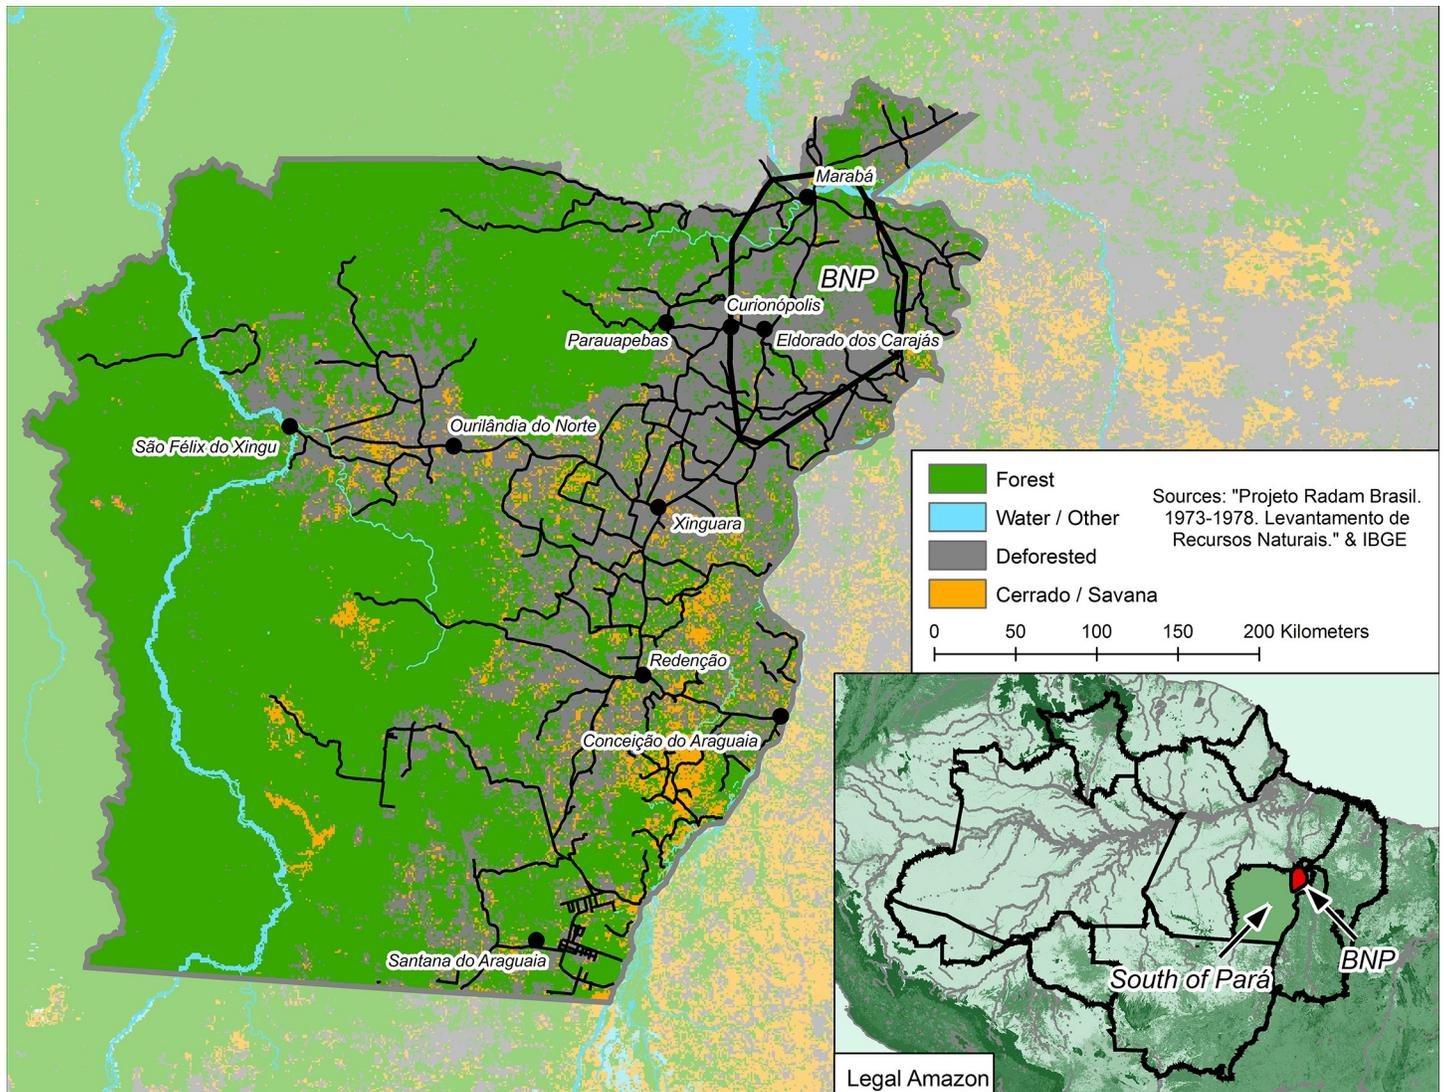 Marabá
BNP
Curionópolis
Parauapebas
Eldorado dos Carajás
Ourilândia do Norte
São Félix do Xingu
Xinguara
Redenção
Conceição do Araguaia
Santana do Araguaia
Forest
Water / Other
Deforested
Cerrado / Savana
Sources: "Projeto Radam Brasil.
1973-1978. Levantamento de
Recursos Naturais." & IBGE
0 50 100 150 200 Kilometers
South of Pará
BNP
Legal Amazon